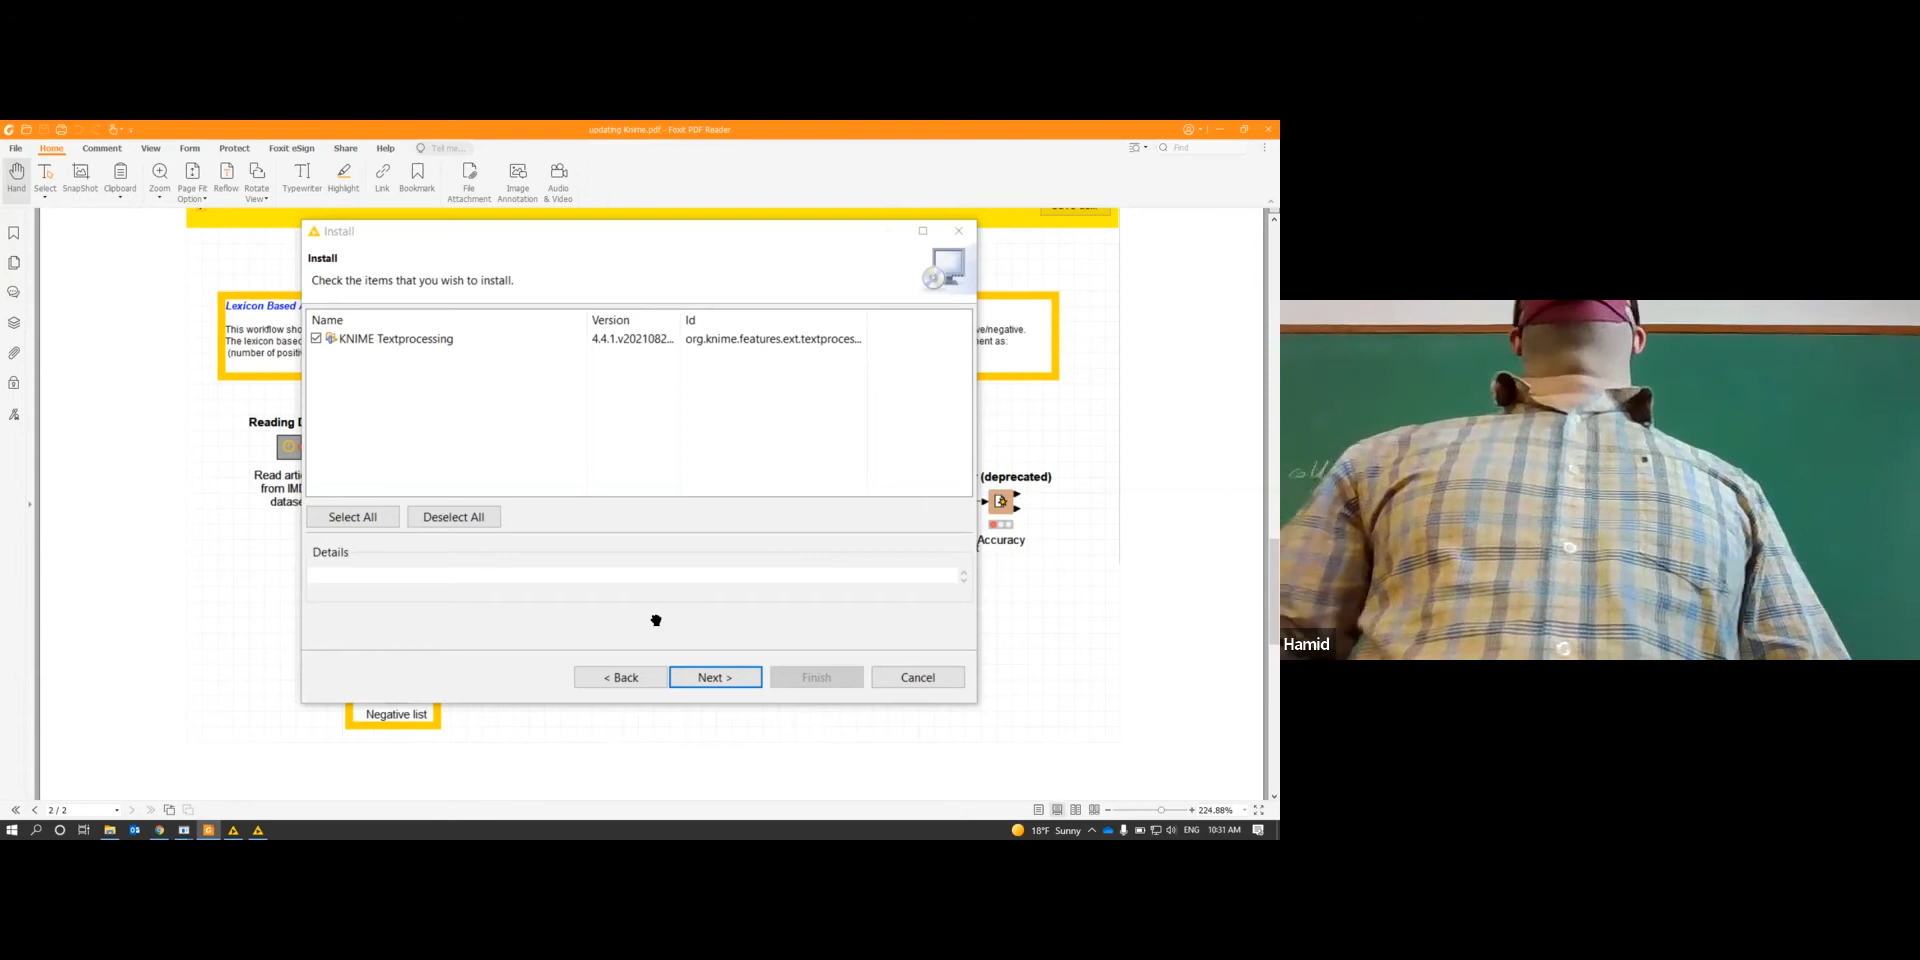 updating Knime.pdf - Foxit PDF Reader
File Home Comment View Form Protect Foxit eSign Share Help Tell me... Find
Hand Select SnapShot Clipboard Zoom Page Fit Option Reflow Rotate View Typewriter Highlight Link Bookmark File Attachment Image Annotation Audio & Video
Install
Install
Check the items that you wish to install.
Name Version Id
KNIME Textprocessing 4.4.1.v2021082... org.knime.features.ext.textproces...
Select All Deselect All
Details
< Back Next > Finish Cancel
Lexicon Based
This workflow sho
The lexicon base
(number of positi
ve/negative.
ent as:
Reading
Read arti
from IM
datase
(deprecated)
Accuracy
Negative list
2 / 2
224.88%
18°F Sunny ENG 10:31 AM
Hamid